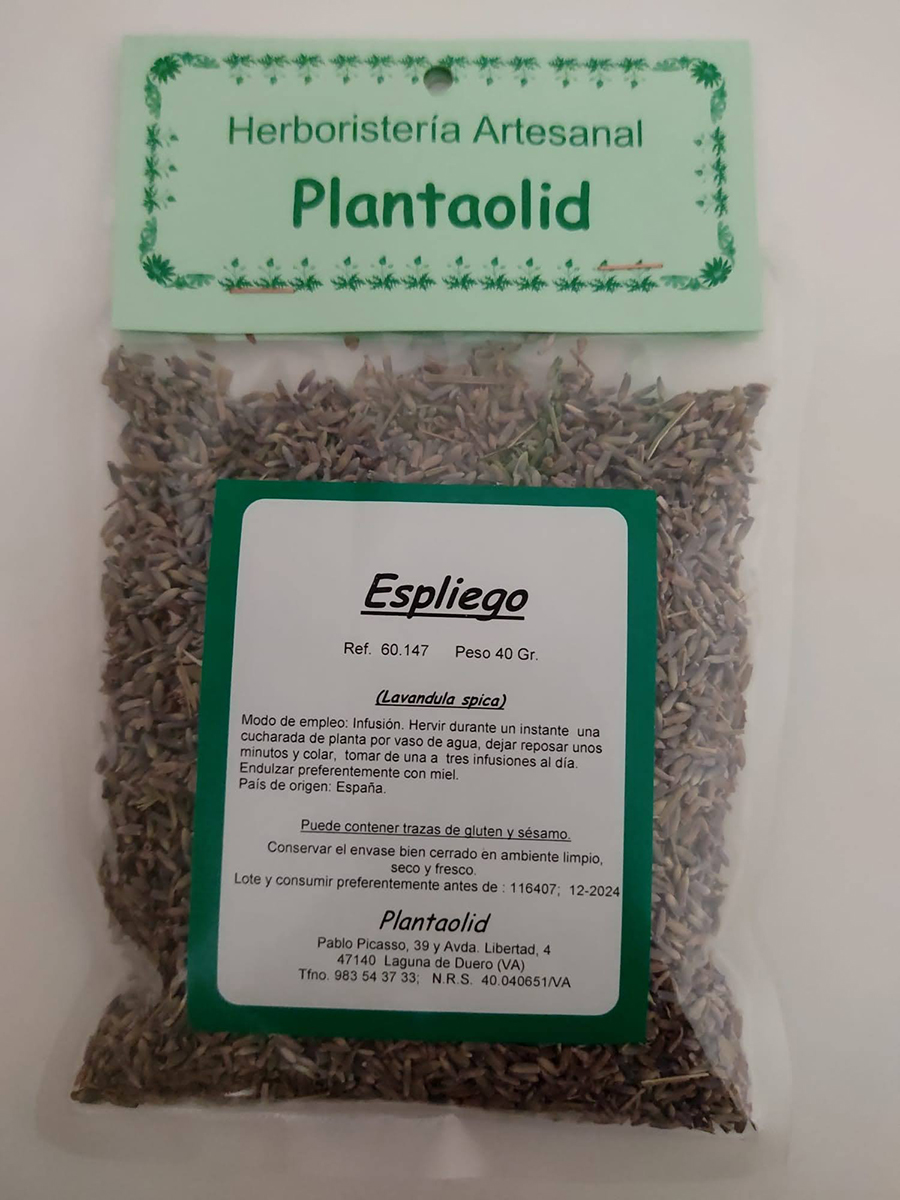 Herboristería Artesanal
Plantaolid
Espliego
Ref. 60.147 Peso 40 Gr.
(Lavandula spica)
Modo de empleo: Infusión. Hervir durante un instante una
cucharada de planta por vaso de agua, dejar reposar unos
minutos y colar, tomar de una a tres infusiones al día.
Endulzar preferentemente con miel.
País de origen: España.
Puede contener trazas de gluten y sésamo.
Conservar el envase bien cerrado en ambiente limpio,
seco y fresco.
Lote y consumir preferentemente antes de : 116407; 12-2024
Plantaolid
Pablo Picasso, 39 y Avda. Libertad, 4
47140 Laguna de Duero (VA)
Tfno. 983 54 37 33; N.R.S. 40.040651/VA